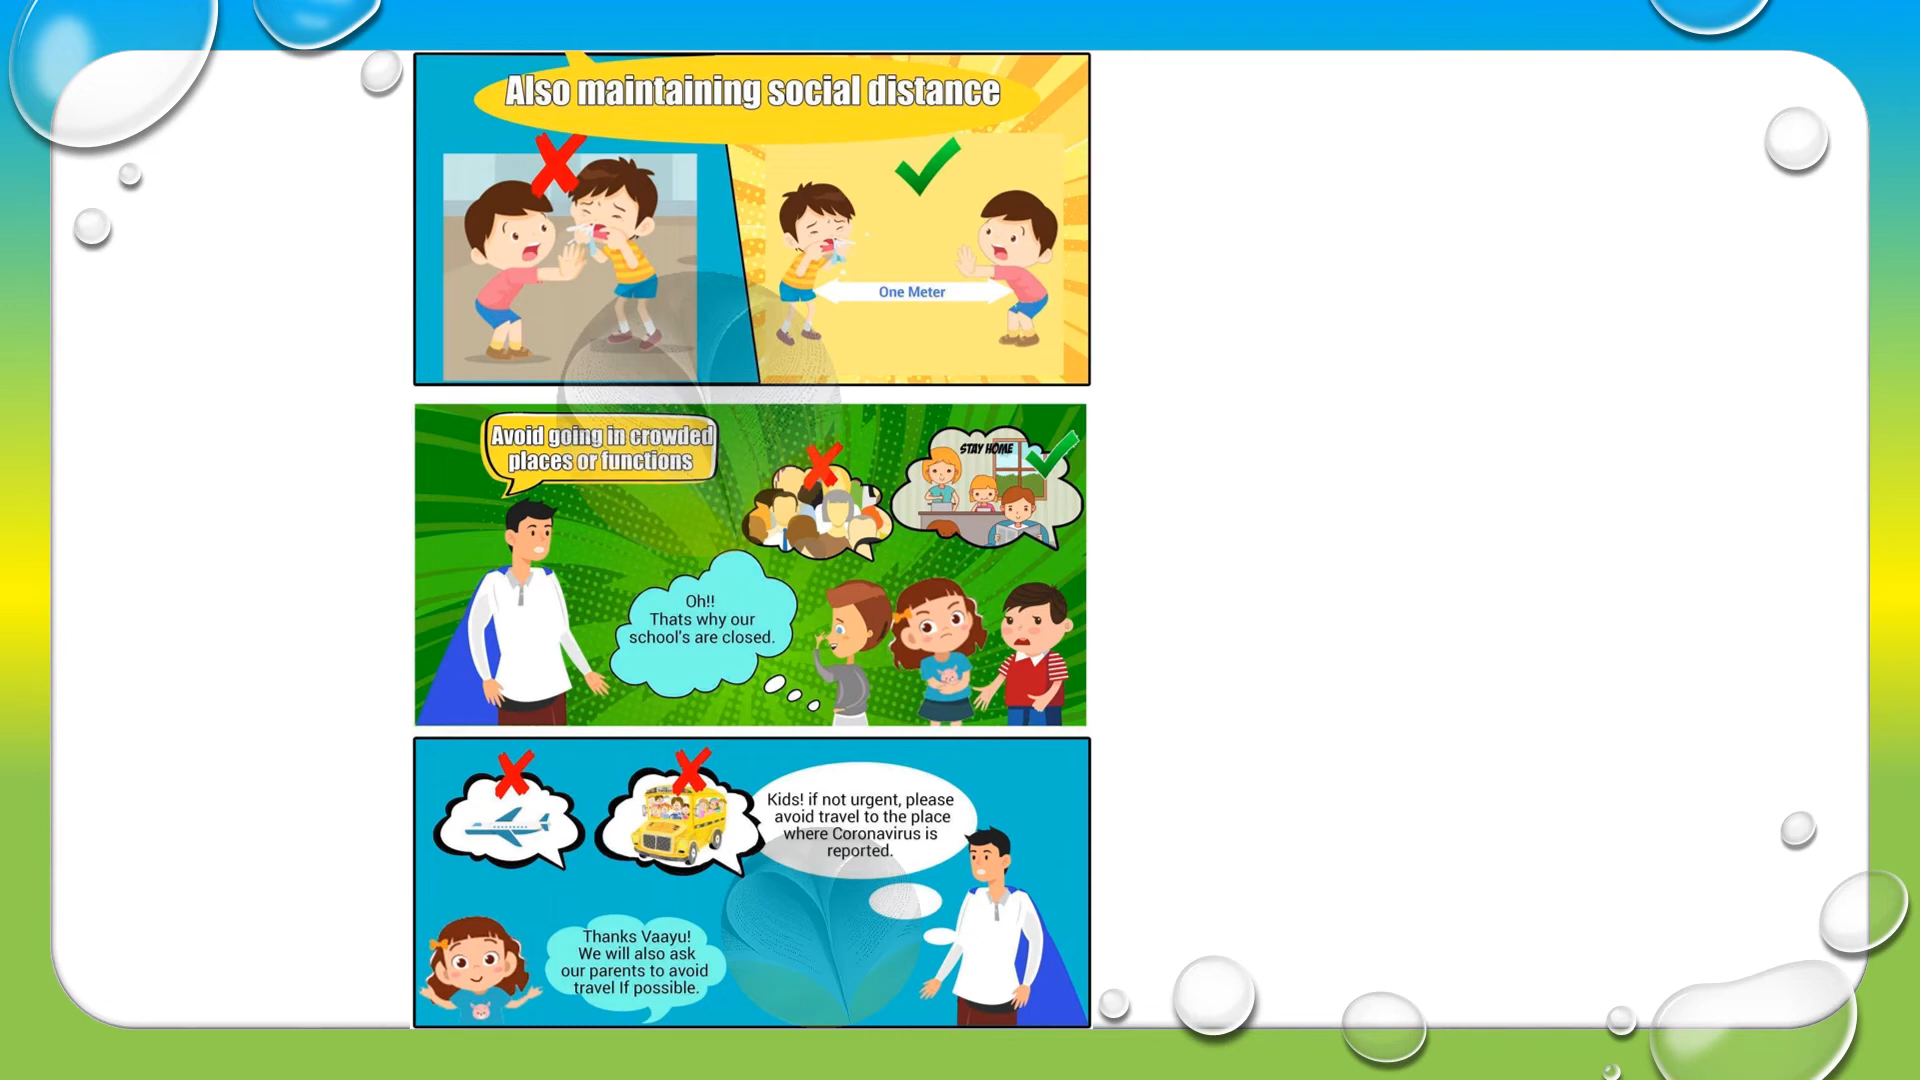 Also maintaining social distance
One Meter
Avoid going in crowded
places or functions
STAY HOME
Oh!!
Thats why our
school's are closed.
Kids! if not urgent, please
avoid travel to the place
where Coronavirus is
reported.
Thanks Vaayu!
We will also ask
our parents to avoid
travel If possible.